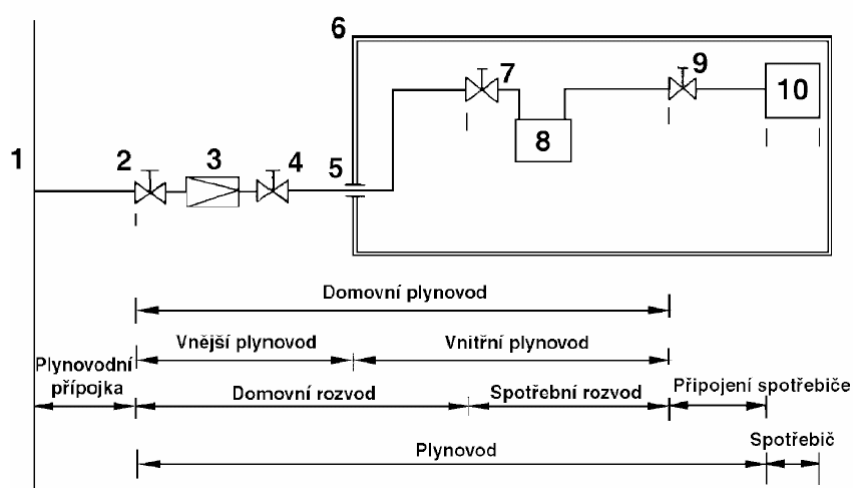 6
7
9
10
8
1
2
3
4
5
Domovní plynovod
Vnější plynovod
Vnitřní plynovod
Plynovodní
přípojka
Domovní rozvod
Spotřební rozvod
Připojení spotřebiče
Plynovod
Spotřebič